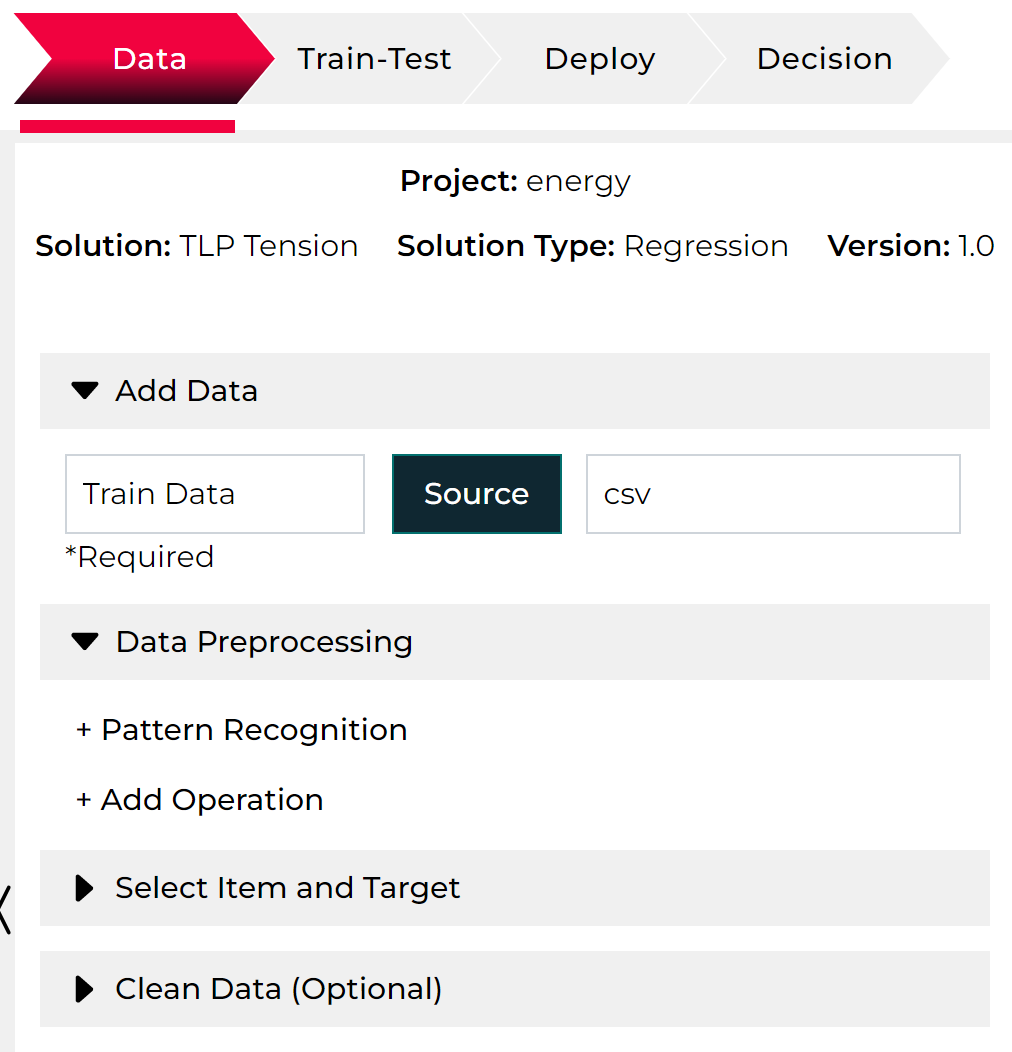 Data Train-Test Deploy Decision
Project: energy
Solution: TLP Tension Solution Type: Regression Version: 1.0
Add Data
Train Data Source csv
*Required
Data Preprocessing
+ Pattern Recognition
+ Add Operation
Select Item and Target
Clean Data (Optional)